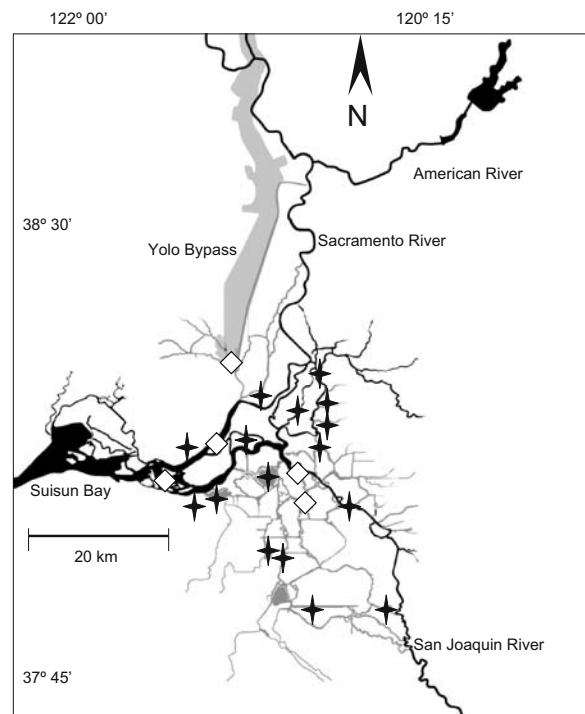 122º 00’
120º 15’
N
American River
38º 30’
Sacramento River
Yolo Bypass
Suisun Bay
20 km
San Joaquin River
37º 45’